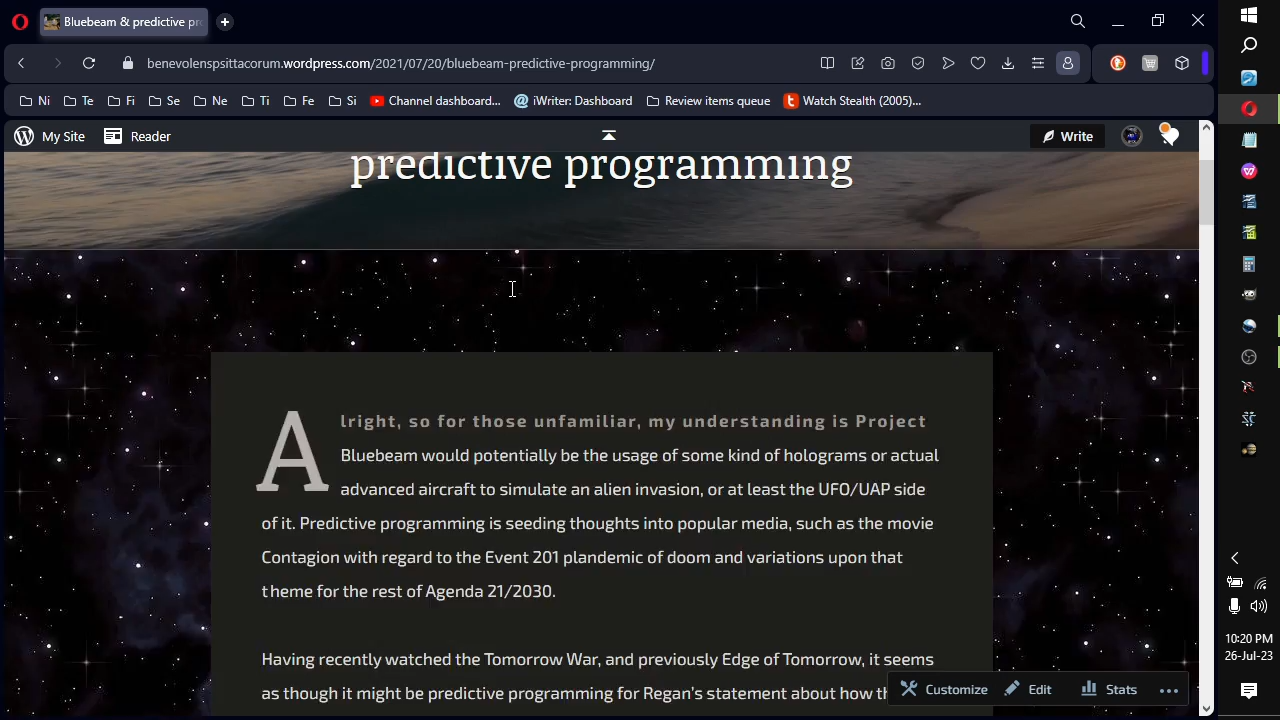 Bluebeam & predictive pr
benevolenspsittacorum.wordpress.com/2021/07/20/bluebeam-predictive-programming/
Ni Te Fi Se Ne Ti Fe Si Channel dashboard... iWriter: Dashboard Review items queue Watch Stealth (2005)...
My Site Reader Write
predictive programming
Alright, so for those unfamiliar, my understanding is Project
Bluebeam would potentially be the usage of some kind of holograms or actual
advanced aircraft to simulate an alien invasion, or at least the UFO/UAP side
of it. Predictive programming is seeding thoughts into popular media, such as the movie
Contagion with regard to the Event 201 plandemic of doom and variations upon that
theme for the rest of Agenda 21/2030.
Having recently watched the Tomorrow War, and previously Edge of Tomorrow, it seems
as though it might be predictive programming for Regan's statement about how th
Customize Edit Stats
10:20 PM
26-Jul-23